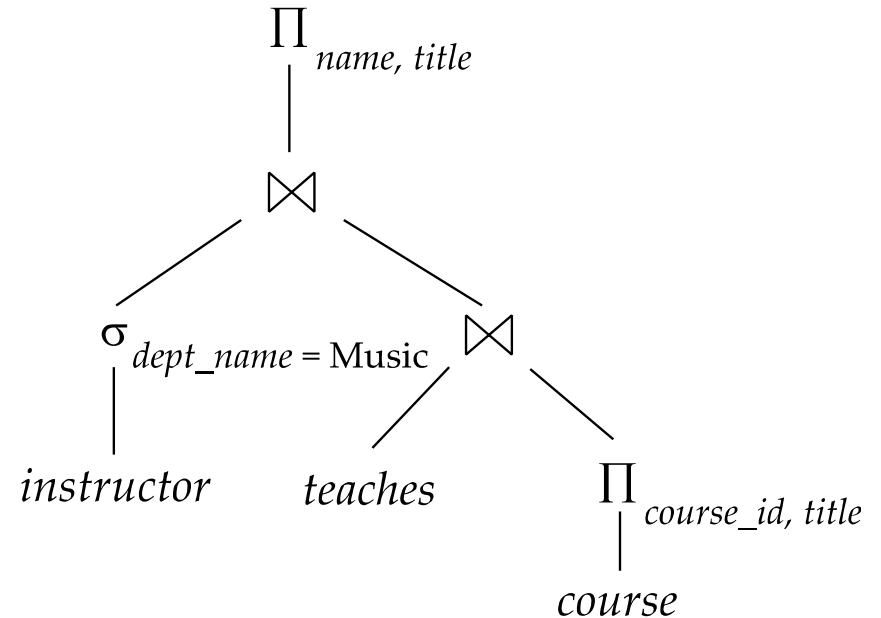 Π name, title
⋈
σ dept_name = Music
⋈
instructor
teaches
Π course_id, title
course